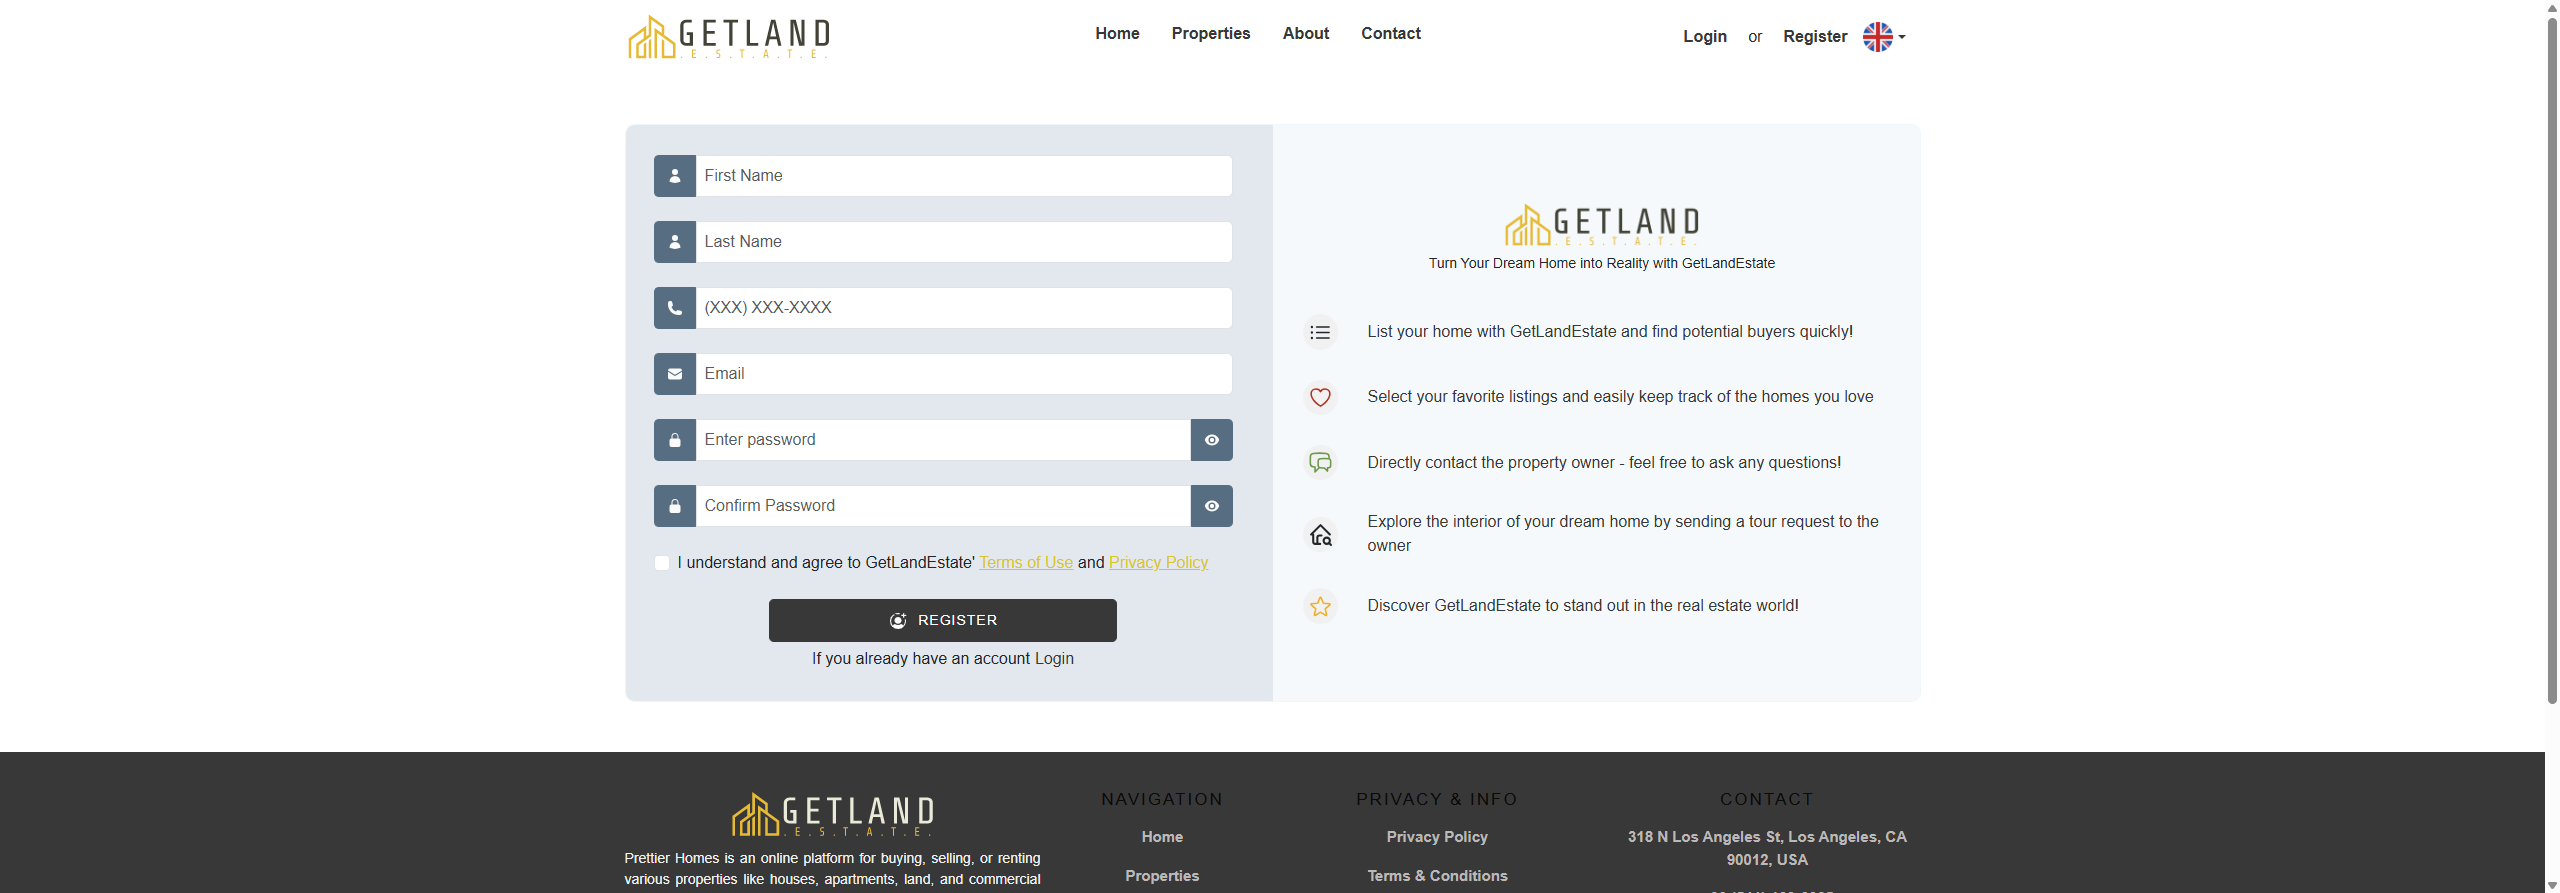 GETLAND
.E.S.T.A.T.E.
Home Properties About Contact
Login or Register
First Name
Last Name
(XXX) XXX-XXXX
Email
Enter password
Confirm Password
I understand and agree to GetLandEstate' Terms of Use and Privacy Policy
REGISTER
If you already have an account Login
GETLAND
.E.S.T.A.T.E.
Turn Your Dream Home into Reality with GetLandEstate
List your home with GetLandEstate and find potential buyers quickly!
Select your favorite listings and easily keep track of the homes you love
Directly contact the property owner - feel free to ask any questions!
Explore the interior of your dream home by sending a tour request to the
owner
Discover GetLandEstate to stand out in the real estate world!
GETLAND
.E.S.T.A.T.E.
Prettier Homes is an online platform for buying, selling, or renting
various properties like houses, apartments, land, and commercial
NAVIGATION
Home
Properties
PRIVACY & INFO
Privacy Policy
Terms & Conditions
CONTACT
318 N Los Angeles St, Los Angeles, CA
90012, USA